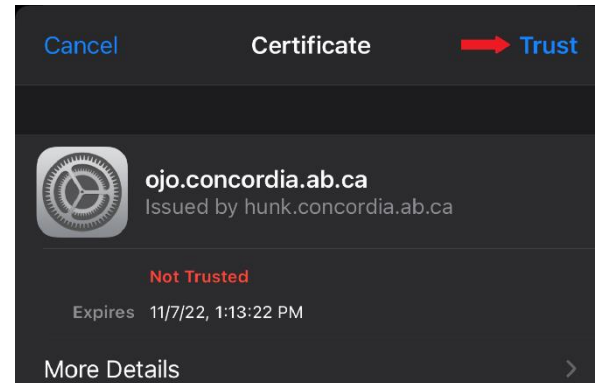 Cancel Certificate Trust
ojo.concordia.ab.ca
Issued by hunk.concordia.ab.ca
Not Trusted
Expires 11/7/22, 1:13:22 PM
More Details